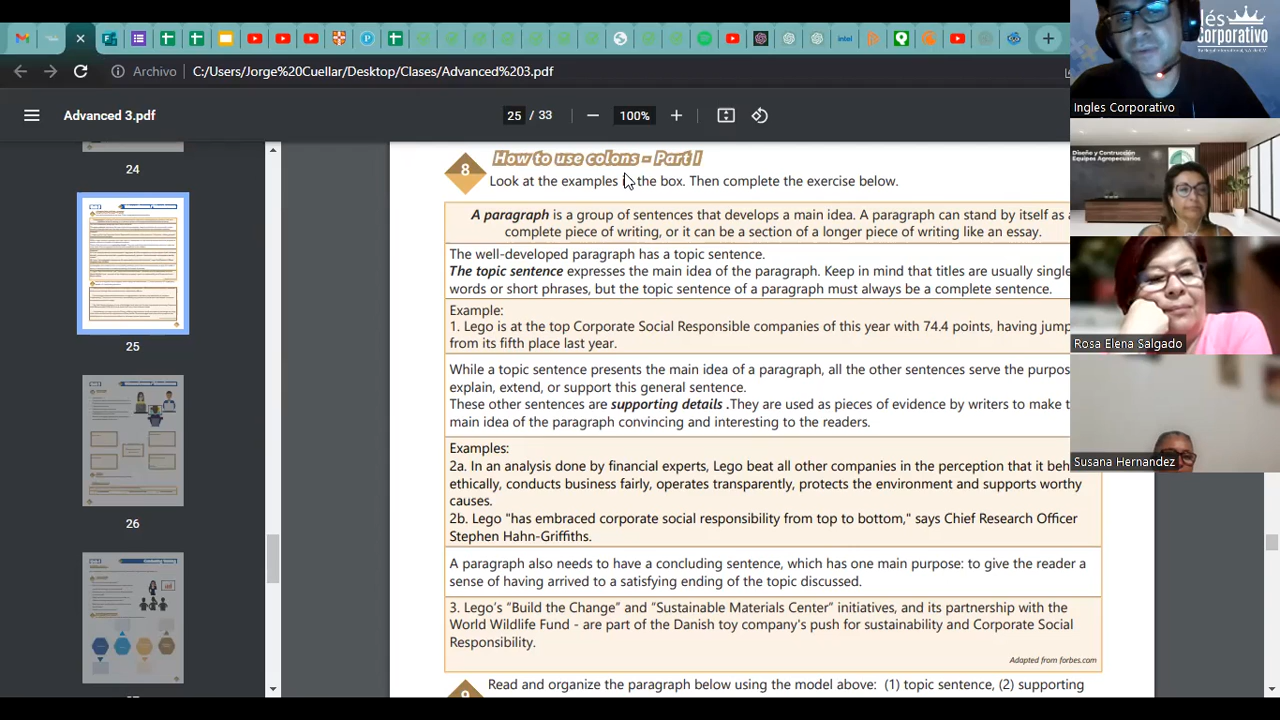 Archivo
C:/Users/Jorge%20Cuellar/Desktop/Clases/Advanced%203.pdf
Advanced 3.pdf
25 / 33
100%
24
25
26
8
How to use colons - Part I
Look at the examples the box. Then complete the exercise below.
A paragraph is a group of sentences that develops a main idea. A paragraph can stand by itself as
complete piece of writing, or it can be a section of a longer piece of writing like an essay.
The well-developed paragraph has a topic sentence.
The topic sentence expresses the main idea of the paragraph. Keep in mind that titles are usually single
words or short phrases, but the topic sentence of a paragraph must always be a complete sentence.
Example:
1. Lego is at the top Corporate Social Responsible companies of this year with 74.4 points, having jump
from its fifth place last year.
While a topic sentence presents the main idea of a paragraph, all the other sentences serve the purpos
explain, extend, or support this general sentence.
These other sentences are supporting details .They are used as pieces of evidence by writers to make t
main idea of the paragraph convincing and interesting to the readers.
Examples:
2a. In an analysis done by financial experts, Lego beat all other companies in the perception that it beh
ethically, conducts business fairly, operates transparently, protects the environment and supports worthy
causes.
2b. Lego "has embraced corporate social responsibility from top to bottom," says Chief Research Officer
Stephen Hahn-Griffiths.
A paragraph also needs to have a concluding sentence, which has one main purpose: to give the reader a
sense of having arrived to a satisfying ending of the topic discussed.
3. Lego's "Build the Change" and "Sustainable Materials Center" initiatives, and its partnership with the
World Wildlife Fund - are part of the Danish toy company's push for sustainability and Corporate Social
Responsibility.
Adapted from forbes.com
9
Read and organize the paragraph below using the model above: (1) topic sentence, (2) supporting
lés
Corporativo
Ingles Corporativo
Diseño y Contrucción
Equipos Agropecuarios
Rosa Elena Salgado
Susana Hernandez
intel